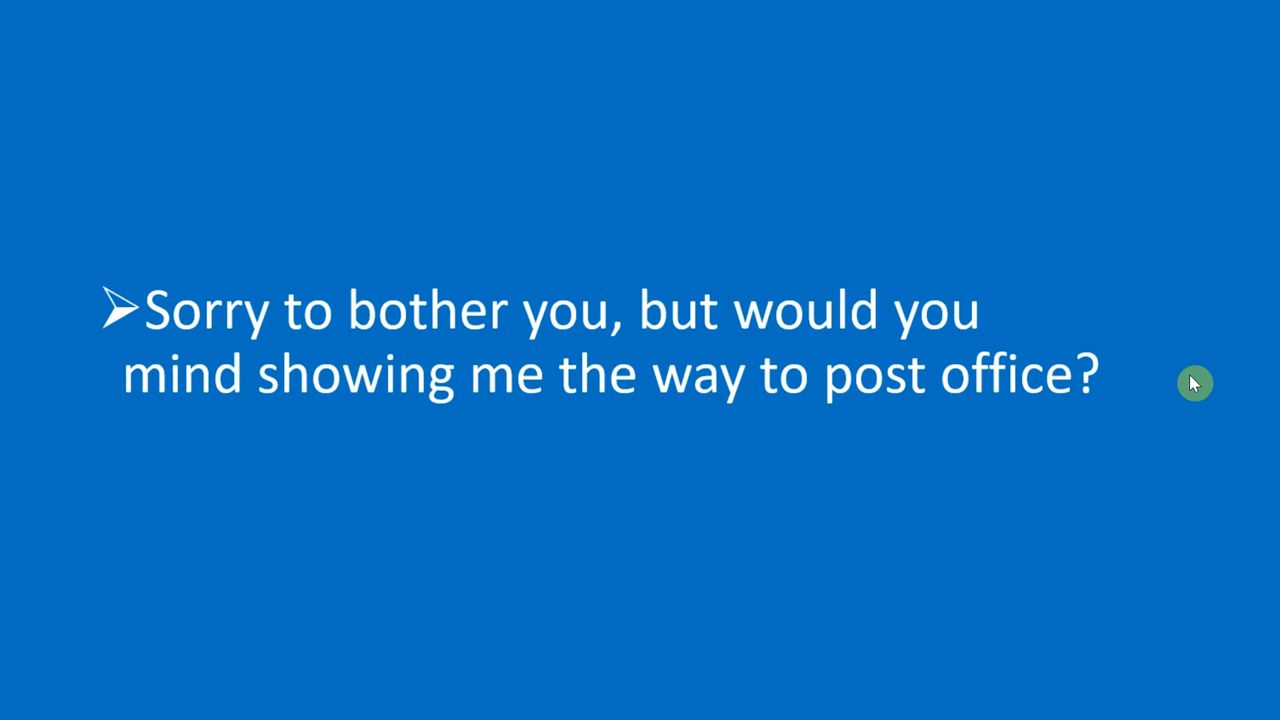 ➢Sorry to bother you, but would you
mind showing me the way to post office?